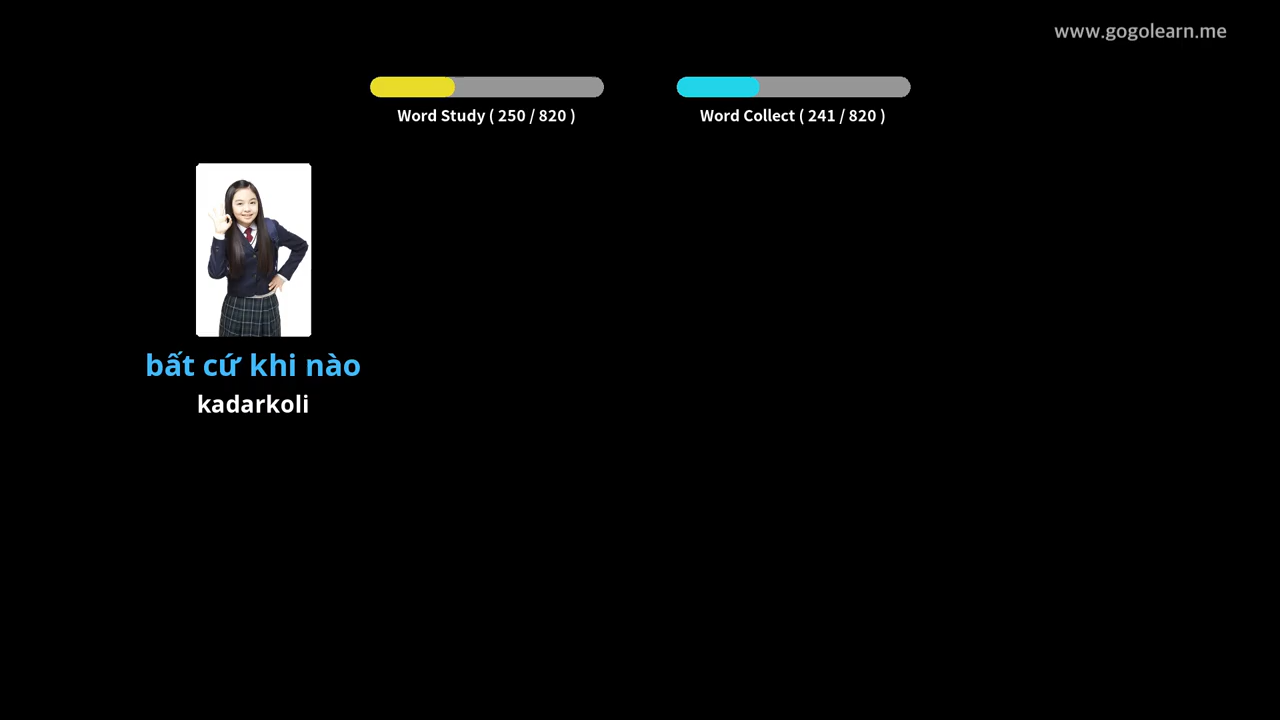 www.gogolearn.me
Word Study ( 250 / 820 )
Word Collect ( 241 / 820 )
bất cứ khi nào
kadarkoli